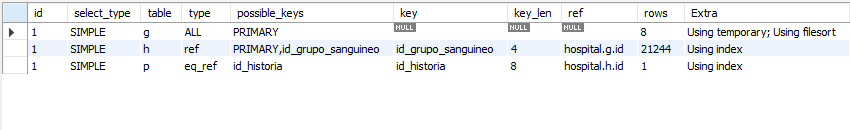 id select_type table type possible_keys key key_len ref rows Extra
1 SIMPLE g ALL PRIMARY NULL NULL NULL 8 Using temporary; Using filesort
1 SIMPLE h ref PRIMARY,id_grupo_sanguineo id_grupo_sanguineo 4 hospital.g.id 21244 Using index
1 SIMPLE p eq_ref id_historia id_historia 8 hospital.h.id 1 Using index